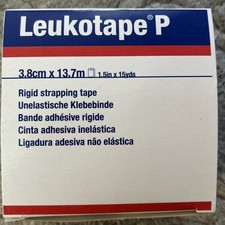 Leukotape® P
3.8cm x 13.7m 1.5in x 15yds
Rigid strapping tape
Unelastische Klebebinde
Bande adhésive rigide
Cinta adhesiva inelástica
Ligadura adesiva não elástica